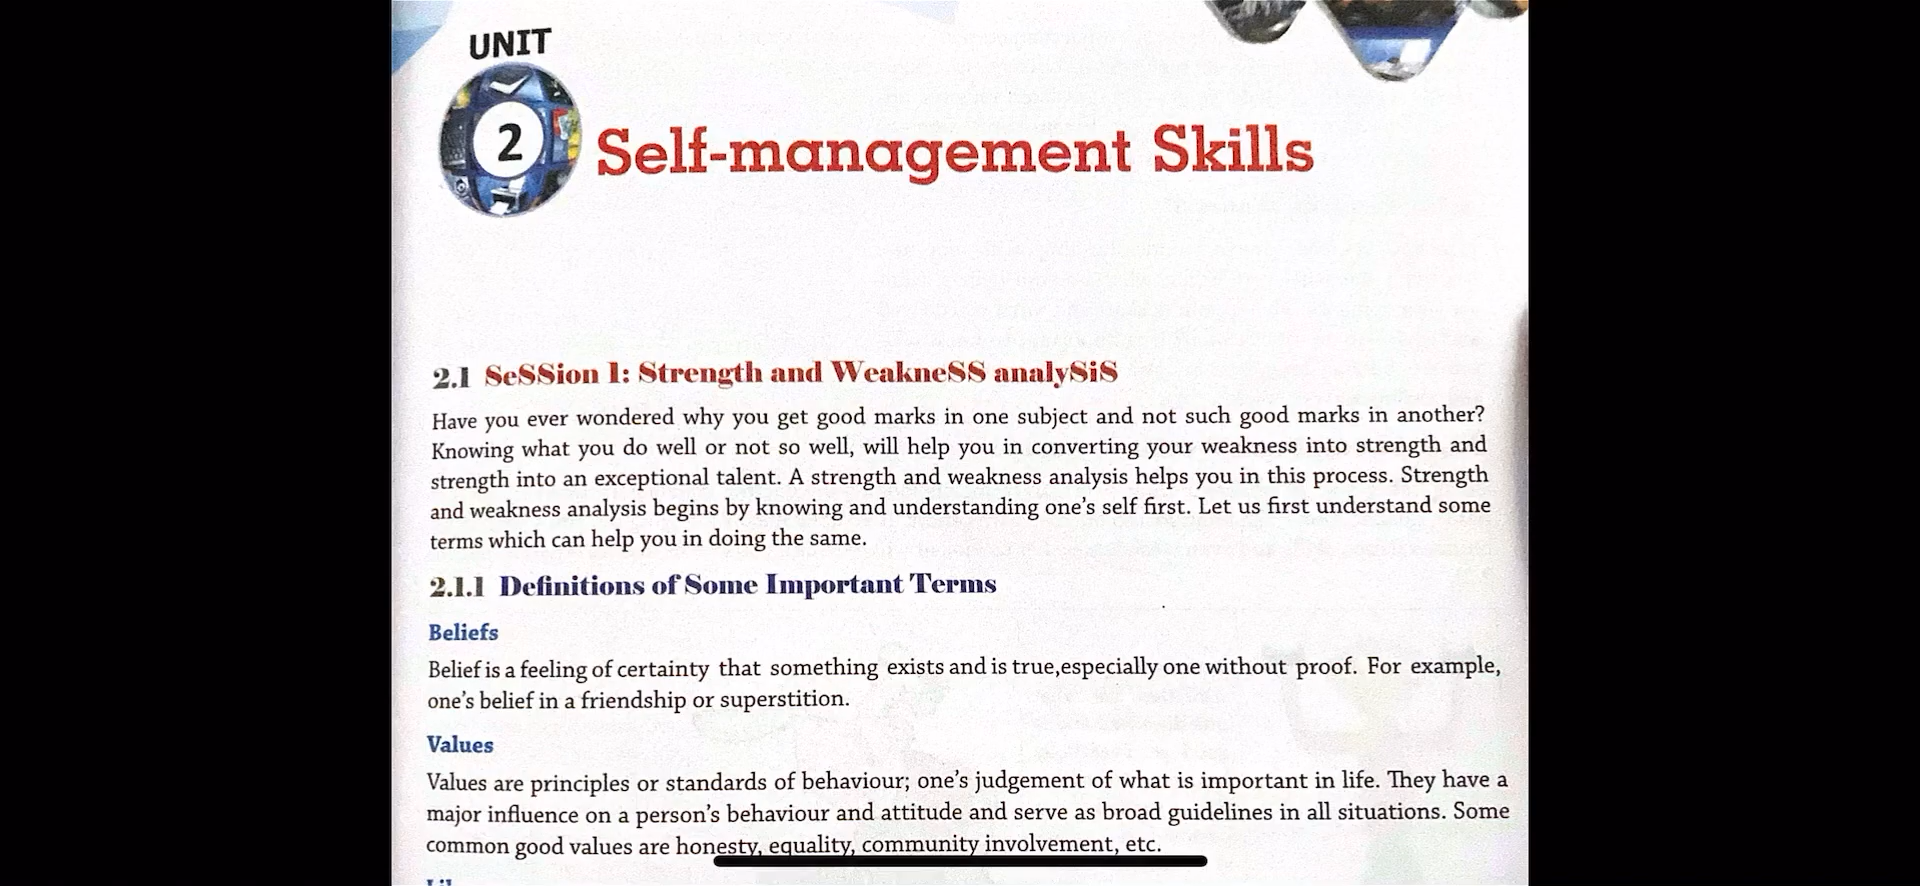 UNIT
2
Self-management Skills
2.1 SeSSion 1: Strength and WeakneSS analySiS
Have you ever wondered why you get good marks in one subject and not such good marks in another?
Knowing what you do well or not so well, will help you in converting your weakness into strength and
strength into an exceptional talent. A strength and weakness analysis helps you in this process. Strength
and weakness analysis begins by knowing and understanding one's self first. Let us first understand some
terms which can help you in doing the same.
2.1.1 Definitions of Some Important Terms
Beliefs
Belief is a feeling of certainty that something exists and is true,especially one without proof. For example,
one's belief in a friendship or superstition.
Values
Values are principles or standards of behaviour; one's judgement of what is important in life. They have a
major influence on a person's behaviour and attitude and serve as broad guidelines in all situations. Some
common good values are honesty, equality, community involvement, etc.